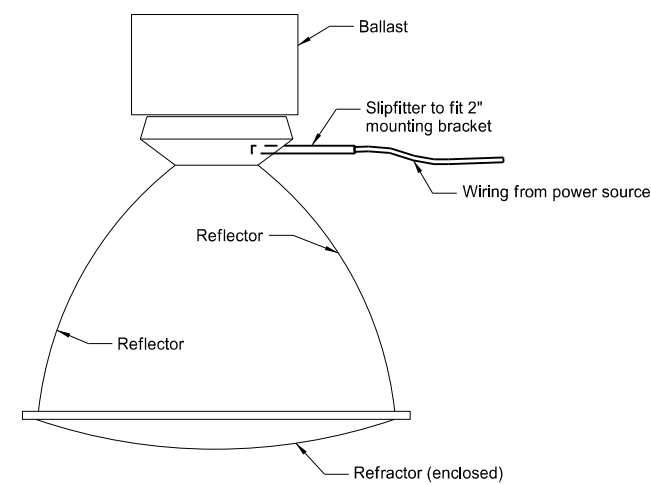 Ballast
Slipfitter to fit 2"
mounting bracket
Wiring from power source
Reflector
Reflector
Refractor (enclosed)